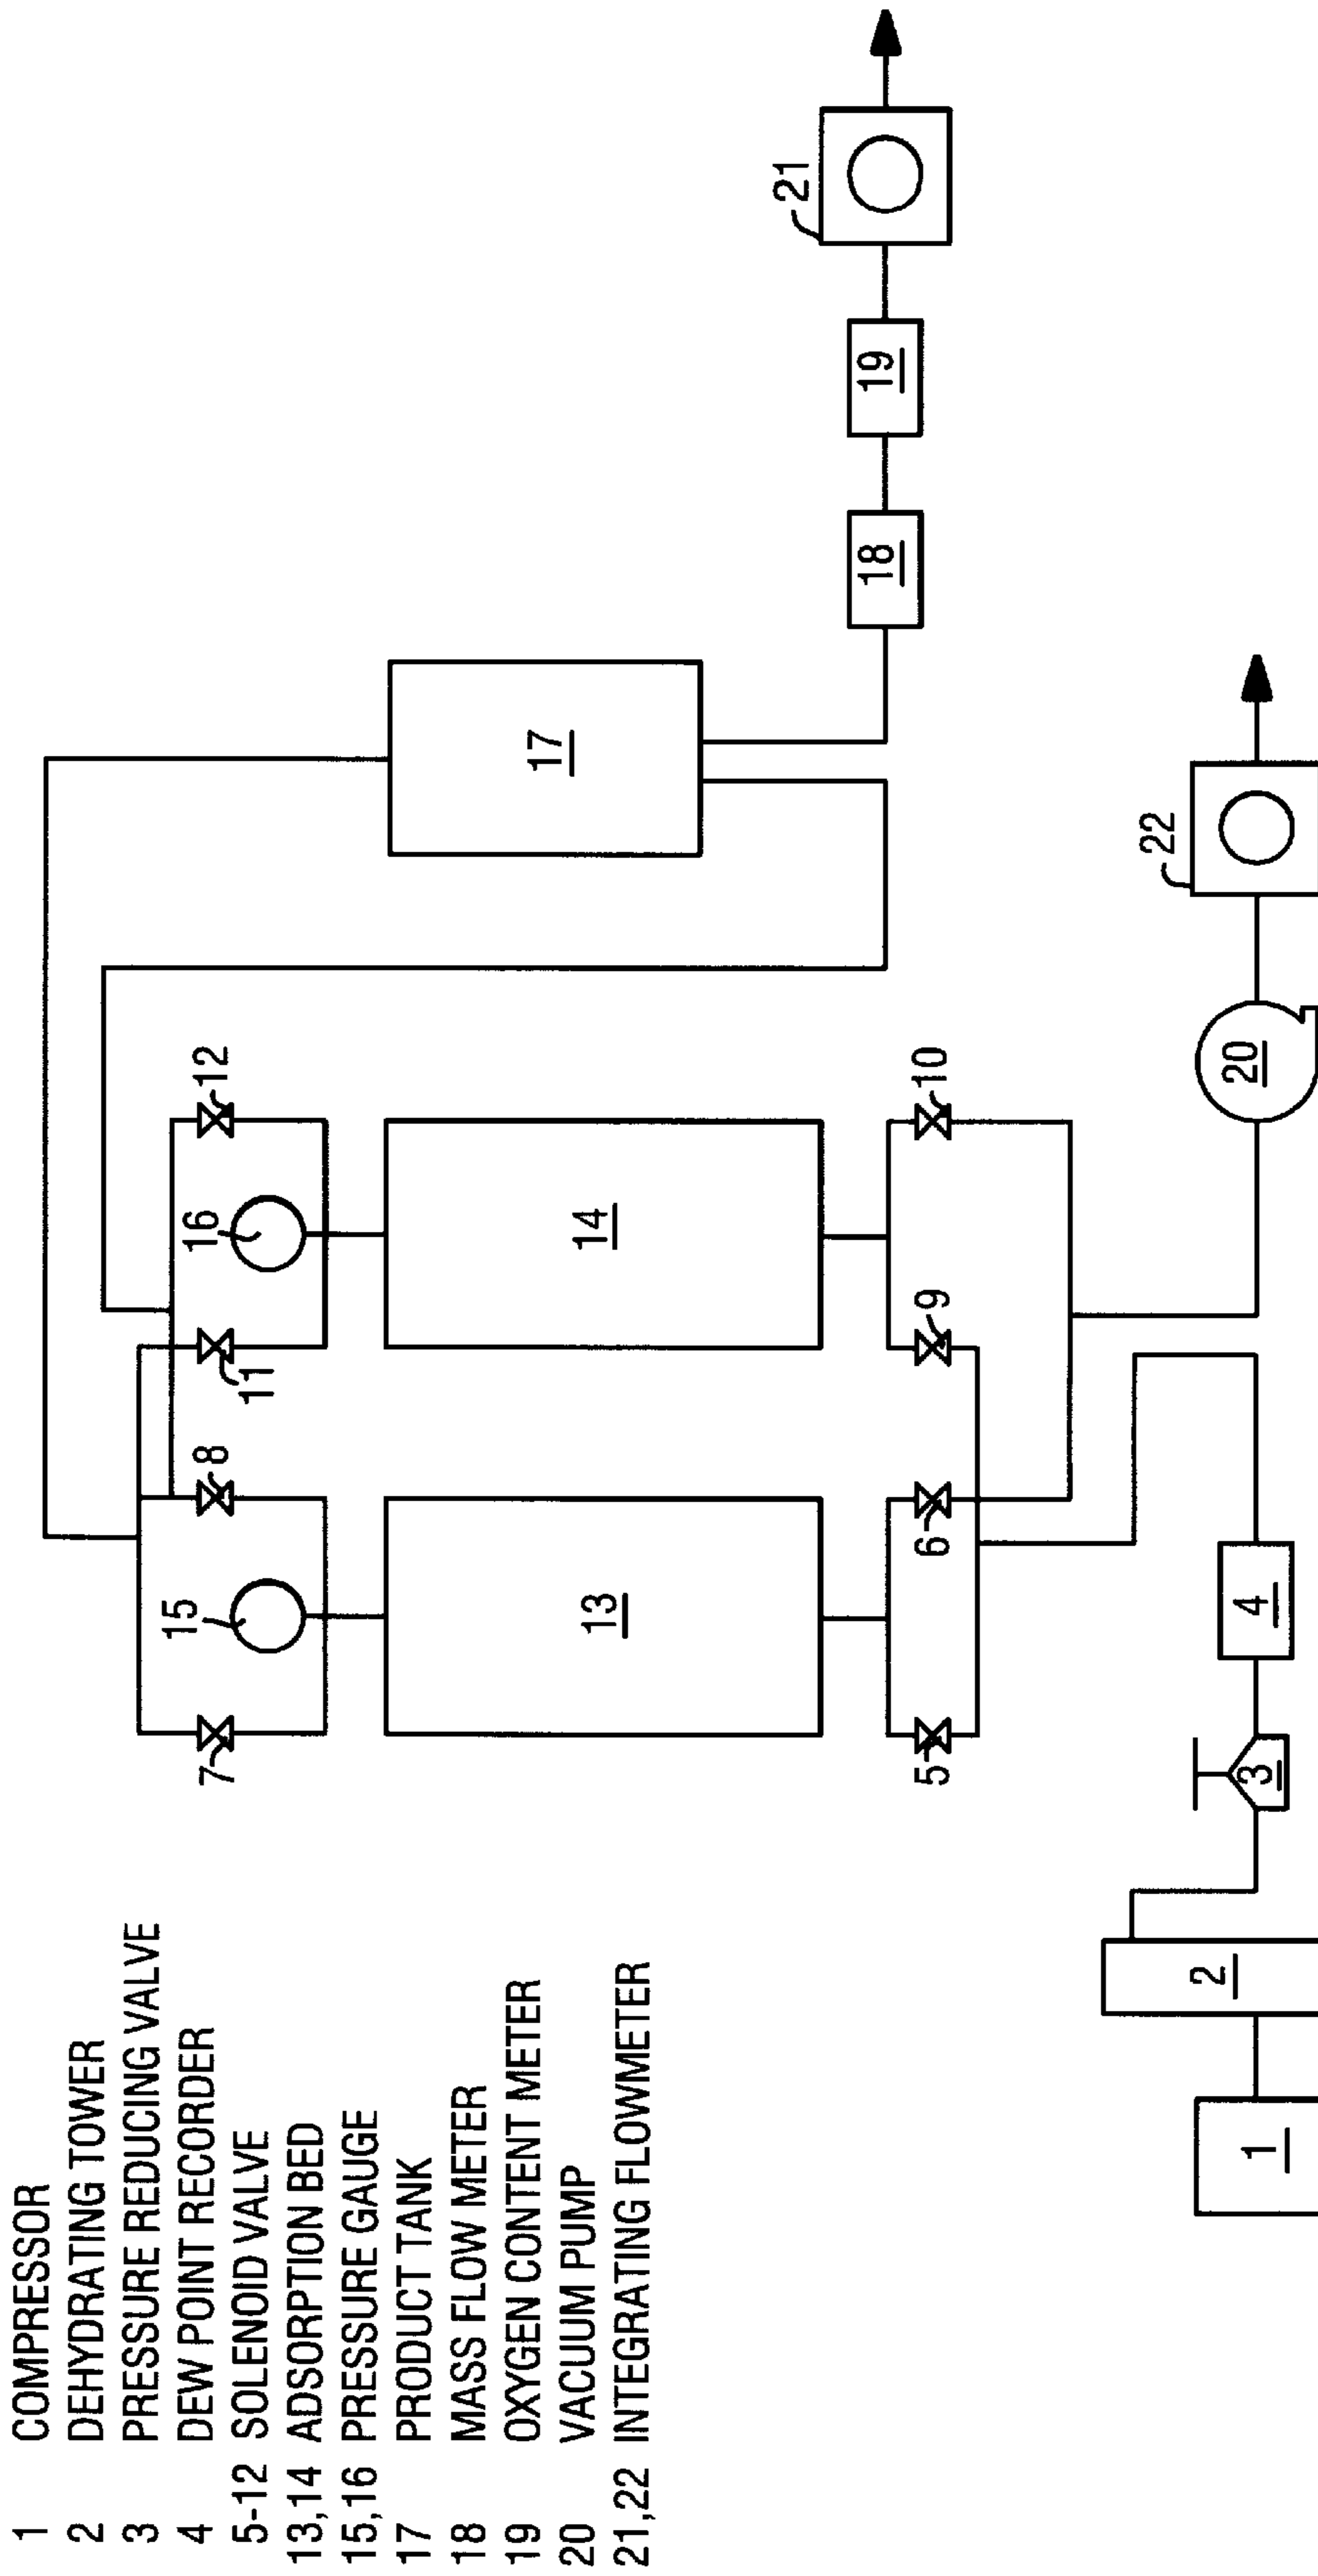 1 COMPRESSOR
2 DEHYDRATING TOWER
3 PRESSURE REDUCING VALVE
4 DEW POINT RECORDER
5-12 SOLENOID VALVE
13,14 ADSORPTION BED
15,16 PRESSURE GAUGE
17 PRODUCT TANK
18 MASS FLOW METER
19 OXYGEN CONTENT METER
20 VACUUM PUMP
21,22 INTEGRATING FLOWMETER
7
15
8
11
16
12
13
14
17
5
6
9
10
18
19
21
1
2
3
4
20
22